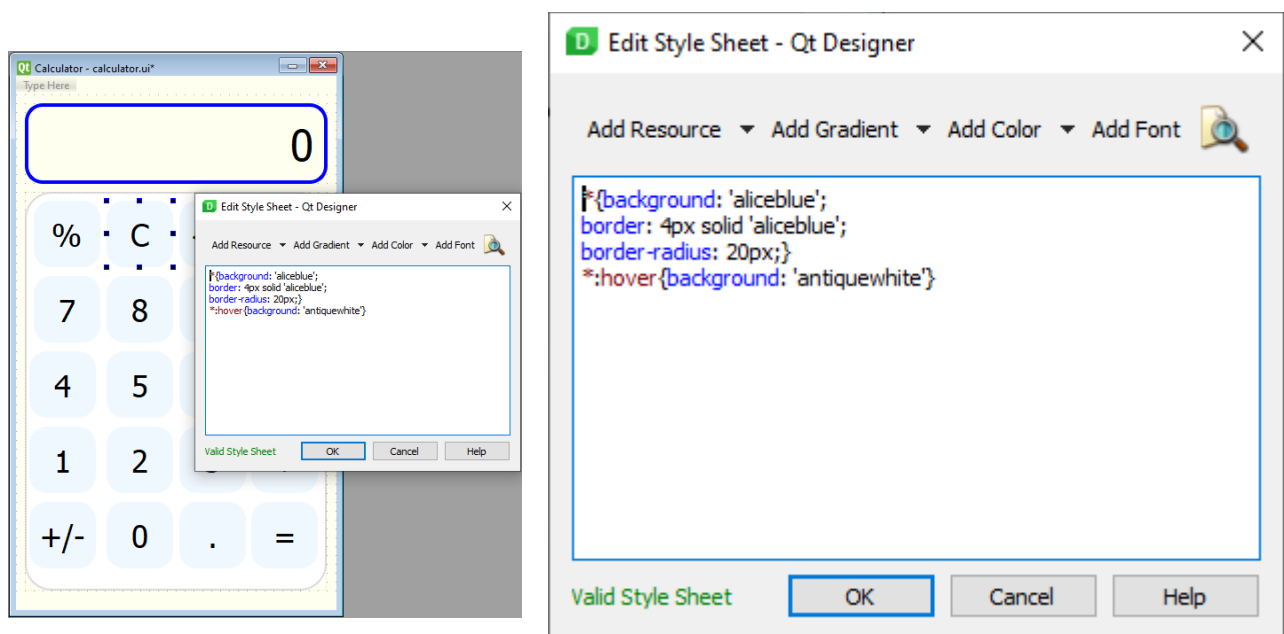 Qt Calculator - calculator.ui*
Type Here
0
% C
7 8
4 5
1 2
+/- 0 . =
D Edit Style Sheet - Qt Designer
Add Resource Add Gradient Add Color Add Font
*{background: 'aliceblue';
border: 4px solid 'aliceblue';
border-radius: 20px;}
*:hover{background: 'antiquewhite'}
Valid Style Sheet OK Cancel Help
D Edit Style Sheet - Qt Designer
Add Resource Add Gradient Add Color Add Font
*{background: 'aliceblue';
border: 4px solid 'aliceblue';
border-radius: 20px;}
*:hover{background: 'antiquewhite'}
Valid Style Sheet OK Cancel Help